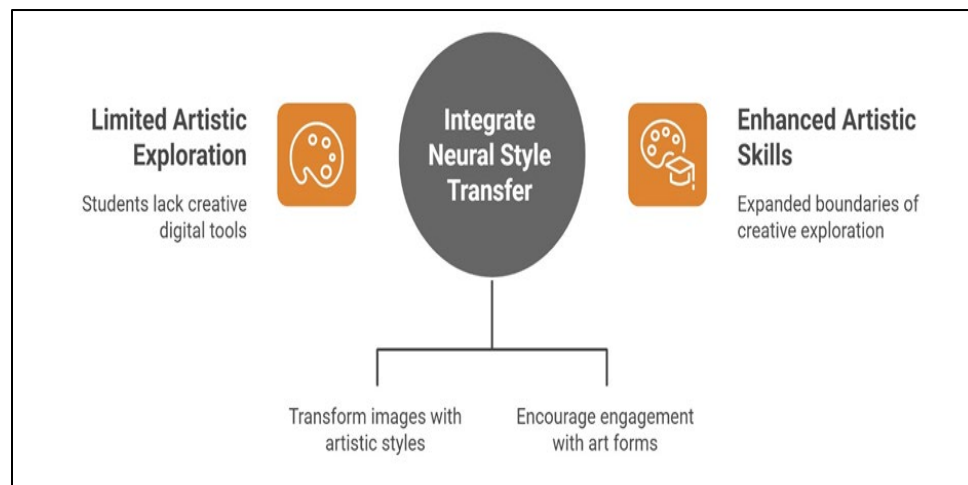 Limited Artistic
Exploration
Students lack creative
digital tools
Integrate
Neural Style
Transfer
Enhanced Artistic
Skills
Expanded boundaries of
creative exploration
Transform images with
artistic styles
Encourage engagement
with art forms